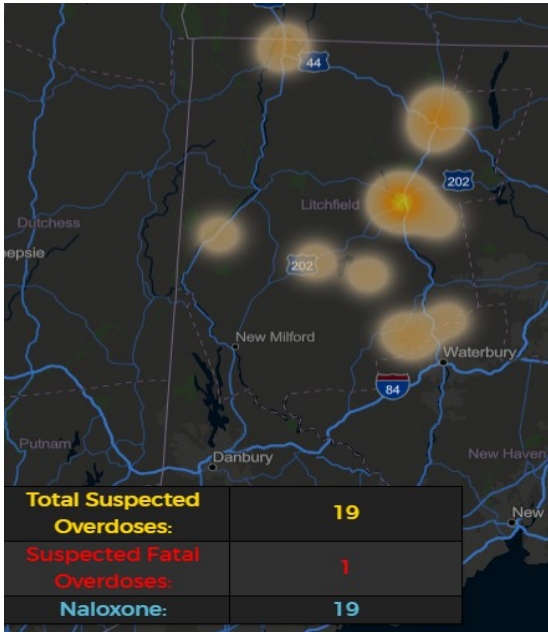 44
202
Litchfield
Dutchess
eepsie
202
New Milford
Waterbury
84
Putnam
Danbury
New Haven
New
Total Suspected
Overdoses:
19
Suspected Fatal
Overdoses:
1
Naloxone:
19